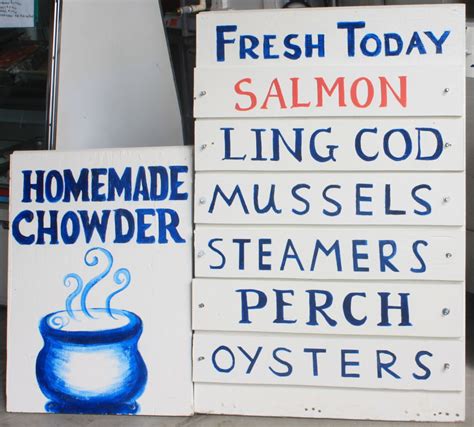 HOMEMADE
CHOWDER
FRESH TODAY
SALMON
LING COD
MUSSELS
STEAMERS
PERCH
OYSTERS